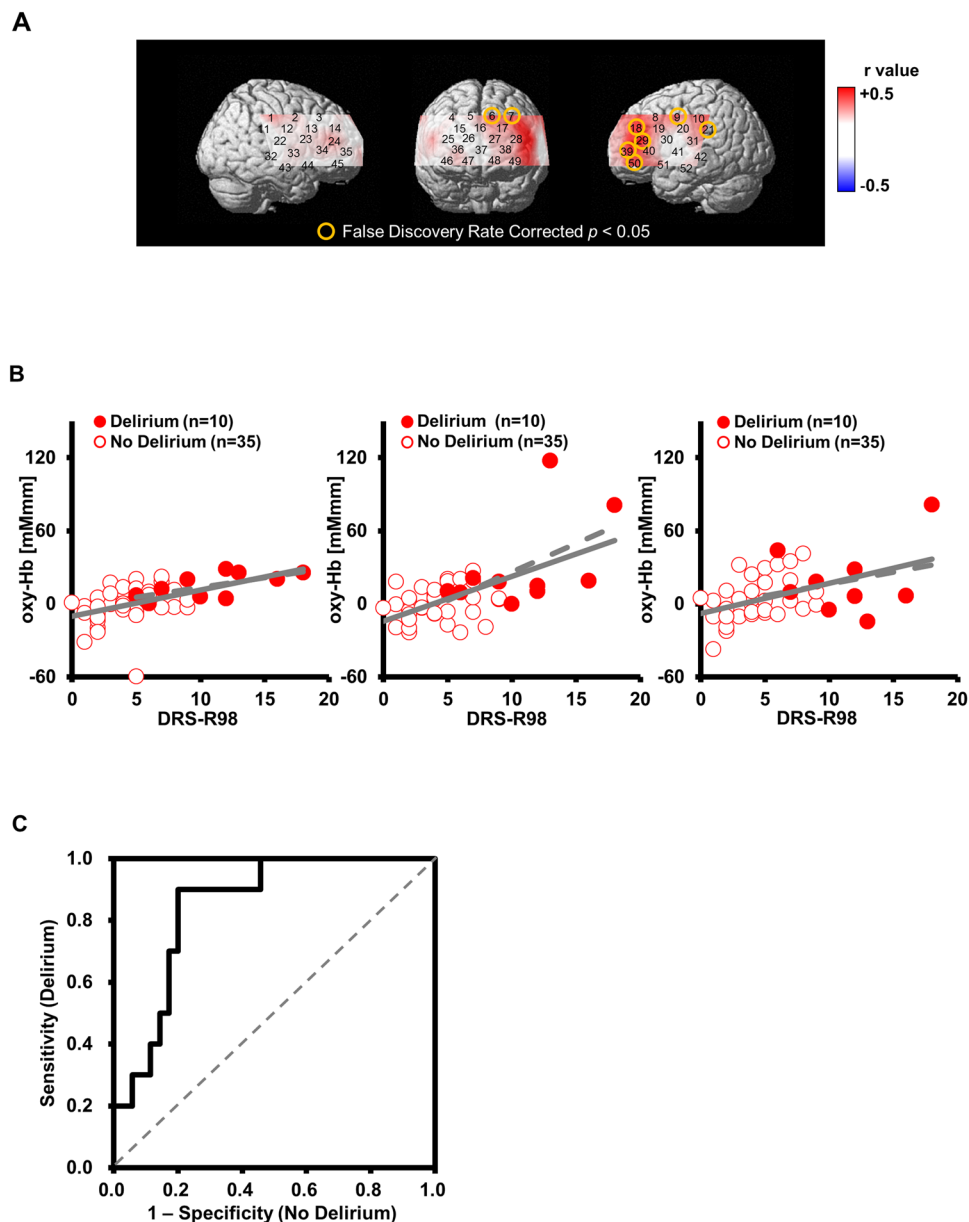 A
r value
+0.5
-0.5
1 2 3
11 12 13 14
22 23 24
32 33 34 35
43 44 45
4 5 6 7
15 16 17
25 26 27 28
36 37 38
46 47 48 49
8 9 10
18 19 20 21
29 30 31
39 40 41 42
50 51 52
False Discovery Rate Corrected p < 0.05
B
Delirium (n=10)
No Delirium (n=35)
oxy-Hb [mMmm]
120
60
0
-60
0 5 10 15 20
DRS-R98
Delirium (n=10)
No Delirium (n=35)
oxy-Hb [mMmm]
120
60
0
-60
0 5 10 15 20
DRS-R98
Delirium (n=10)
No Delirium (n=35)
oxy-Hb [mMmm]
120
60
0
-60
0 5 10 15 20
DRS-R98
C
Sensitivity (Delirium)
1.0
0.8
0.6
0.4
0.2
0.0
0.0 0.2 0.4 0.6 0.8 1.0
1 – Specificity (No Delirium)